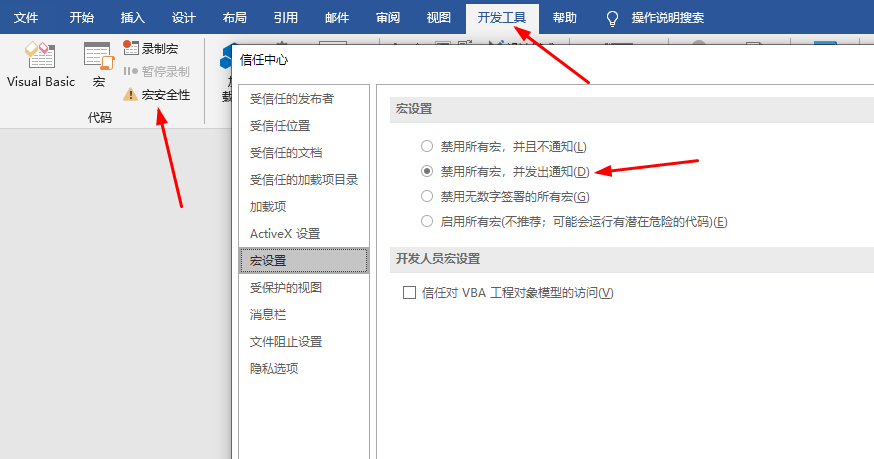 文件 开始 插入 设计 布局 引用 邮件 审阅 视图 开发工具 帮助 操作说明搜索
Visual Basic
宏
录制宏
暂停录制
宏安全性
代码
信任中心
受信任的发布者
受信任位置
受信任的文档
受信任的加载项目录
加载项
ActiveX 设置
宏设置
受保护的视图
消息栏
文件阻止设置
隐私选项
宏设置
禁用所有宏，并且不通知(L)
禁用所有宏，并发出通知(D)
禁用无数字签署的所有宏(G)
启用所有宏(不推荐；可能会运行有潜在危险的代码)(E)
开发人员宏设置
信任对 VBA 工程对象模型的访问(V)